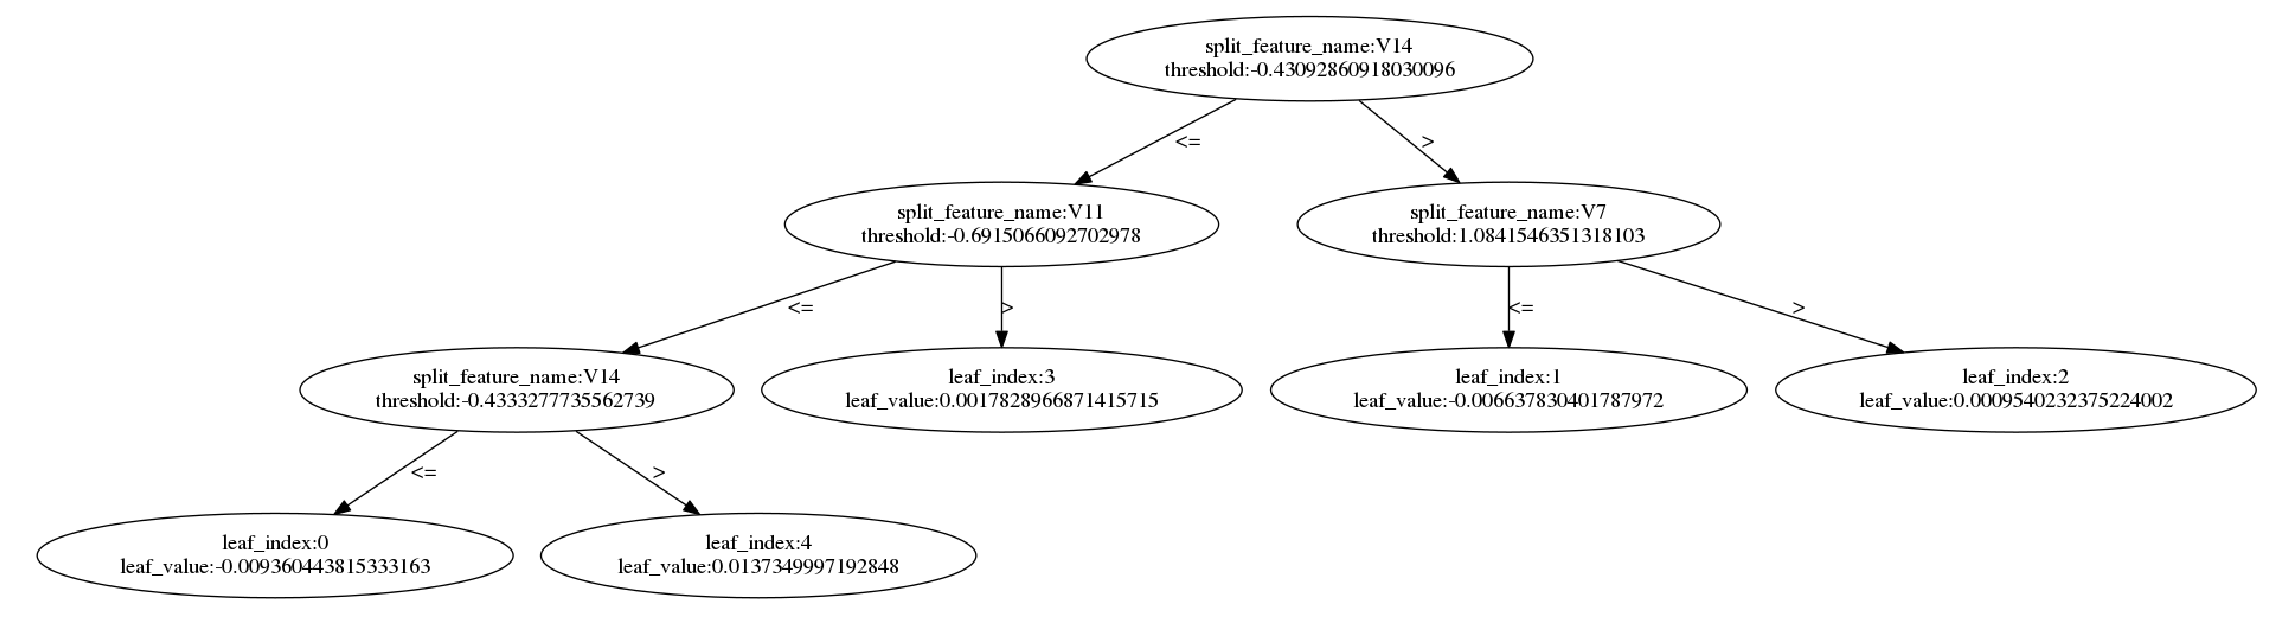 split_feature_name:V14
threshold:-0.43092860918030096
<=
>
split_feature_name:V11
threshold:-0.6915066092702978
split_feature_name:V7
threshold:1.0841546351318103
<=
>
<=
>
split_feature_name:V14
threshold:-0.4333277735562739
leaf_index:3
leaf_value:0.0017828966871415715
leaf_index:1
leaf_value:-0.006637830401787972
leaf_index:2
leaf_value:0.0009540232375224002
<=
>
leaf_index:0
leaf_value:-0.009360443815333163
leaf_index:4
leaf_value:0.0137349997192848